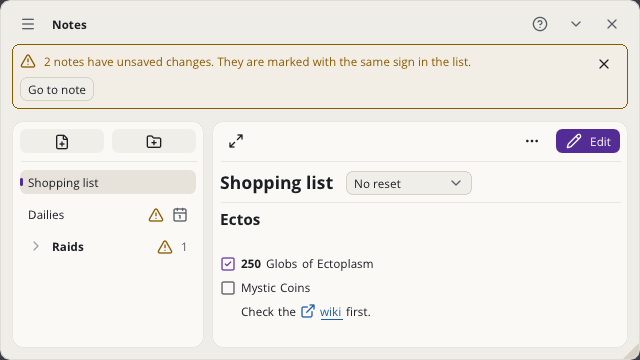 Notes
2 notes have unsaved changes. They are marked with the same sign in the list.
Go to note
Edit
Shopping list
Dailies
1
Raids 1
Shopping list No reset
Ectos
250 Globs of Ectoplasm
Mystic Coins
Check the wiki first.